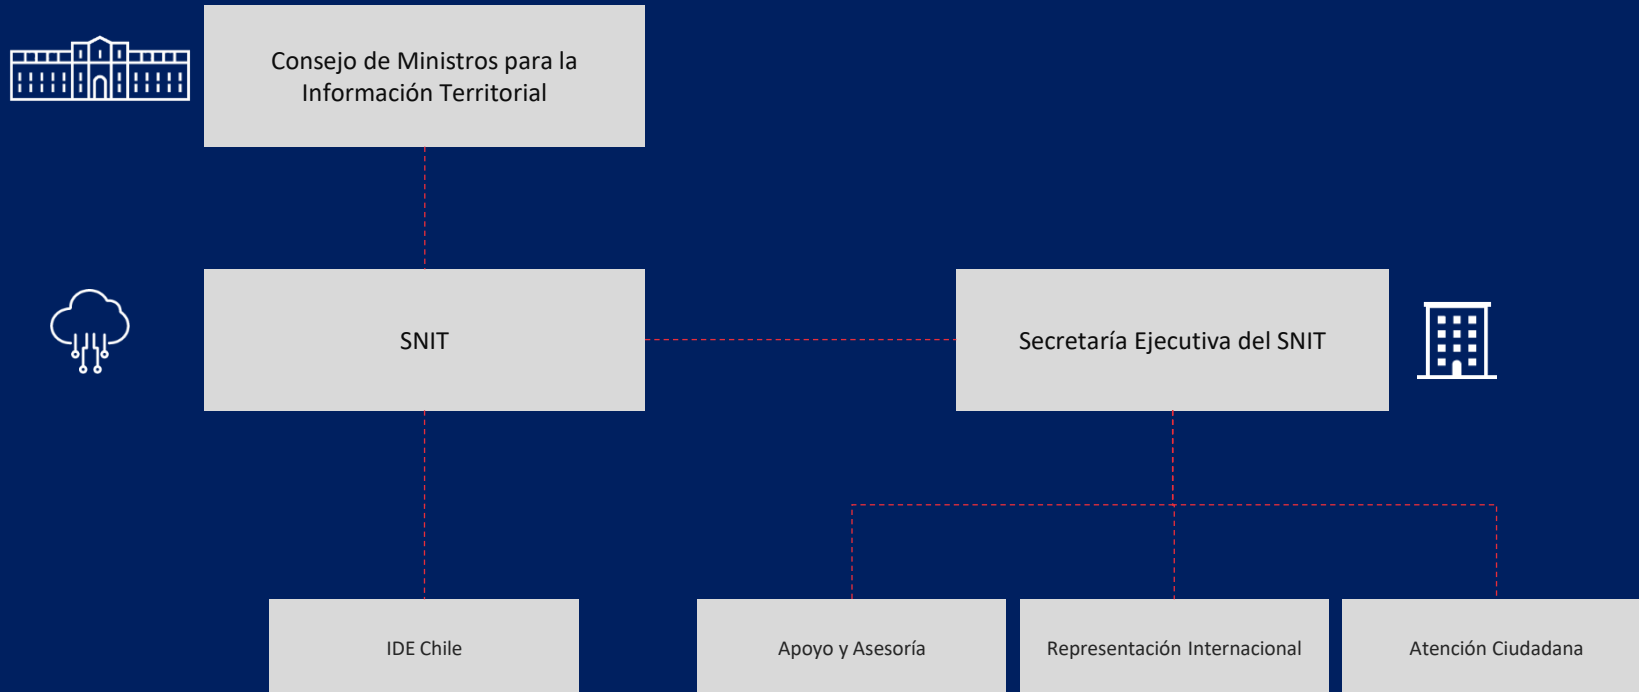 Consejo de Ministros para la
Información Territorial
SNIT
Secretaría Ejecutiva del SNIT
IDE Chile
Apoyo y Asesoría
Representación Internacional
Atención Ciudadana